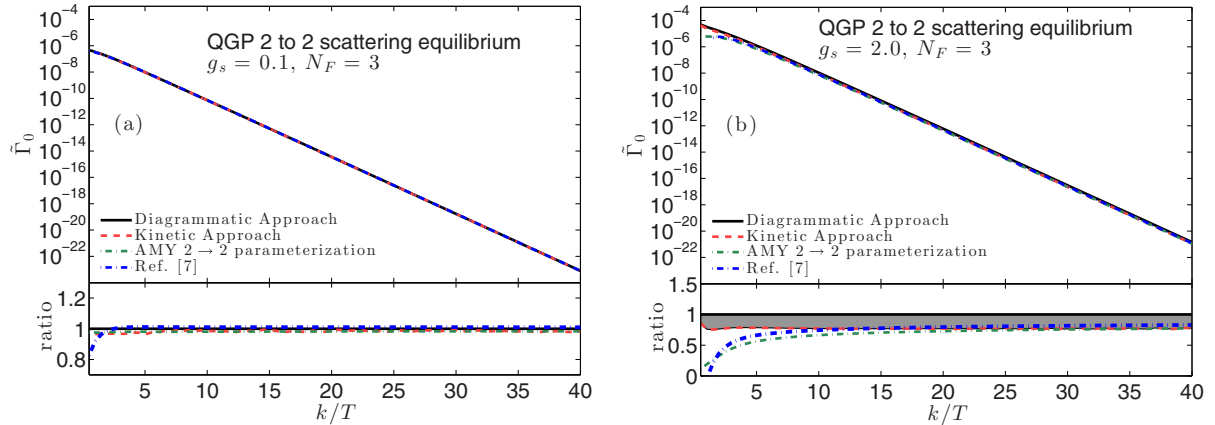 10^{-4}
10^{-6}
10^{-8}
10^{-10}
10^{-12}
10^{-14}
10^{-16}
10^{-18}
10^{-20}
10^{-22}
\tilde{Γ}_0
QGP 2 to 2 scattering equilibrium
g_s = 0.1, N_F = 3
(a)
Diagrammatic Approach
Kinetic Approach
AMY 2 → 2 parameterization
Ref. [7]
1.2
1
0.8
ratio
5 10 15 20 25 30 35 40
k/T
10^{-4}
10^{-6}
10^{-8}
10^{-10}
10^{-12}
10^{-14}
10^{-16}
10^{-18}
10^{-20}
10^{-22}
\tilde{Γ}_0
QGP 2 to 2 scattering equilibrium
g_s = 2.0, N_F = 3
(b)
Diagrammatic Approach
Kinetic Approach
AMY 2 → 2 parameterization
Ref. [7]
1.5
1
0.5
0
ratio
5 10 15 20 25 30 35 40
k/T